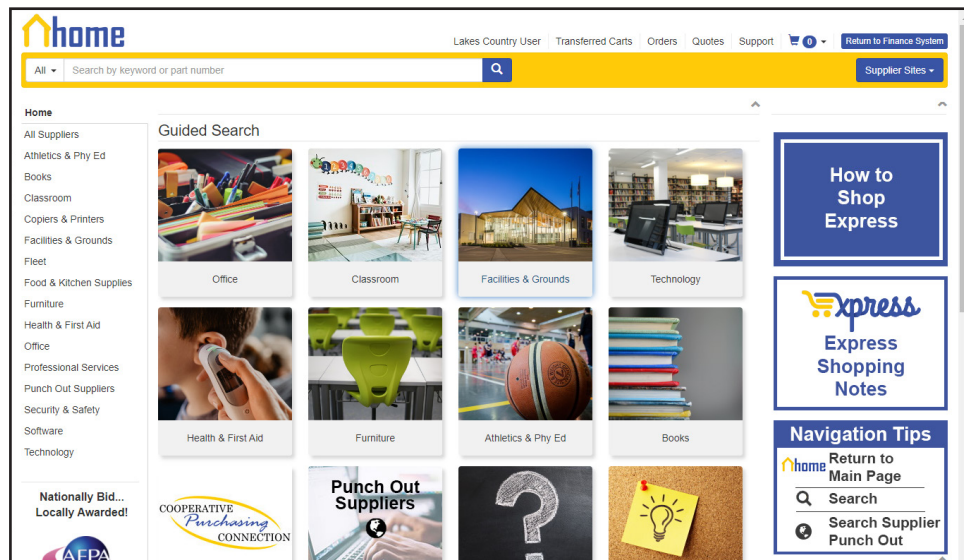 home
Lakes Country User
Transferred Carts
Orders
Quotes
Support
0
Return to Finance System
All
Search by keyword or part number
Supplier Sites
Home
All Suppliers
Athletics & Phy Ed
Books
Classroom
Copiers & Printers
Facilities & Grounds
Fleet
Food & Kitchen Supplies
Furniture
Health & First Aid
Office
Professional Services
Punch Out Suppliers
Security & Safety
Software
Technology
Nationally Bid...
Locally Awarded!
AEPA
Guided Search
Office
Classroom
Facilities & Grounds
Technology
Health & First Aid
Furniture
Athletics & Phy Ed
Books
COOPERATIVE
Purchasing
CONNECTION
Punch Out
Suppliers
?
How to
Shop
Express
Xpress
Express
Shopping
Notes
Navigation Tips
home
Return to
Main Page
Search
Search Supplier
Punch Out